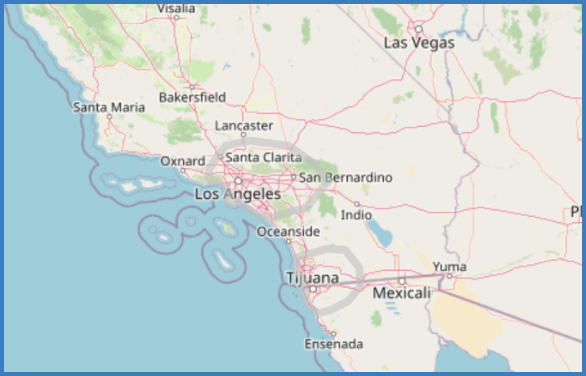 Visalia
Las Vegas
Bakersfield
Santa Maria
Lancaster
Oxnard
Santa Clarita
San Bernardino
Los Angeles
Indio
P
Oceanside
Yuma
Tijuana
Mexicali
Ensenada